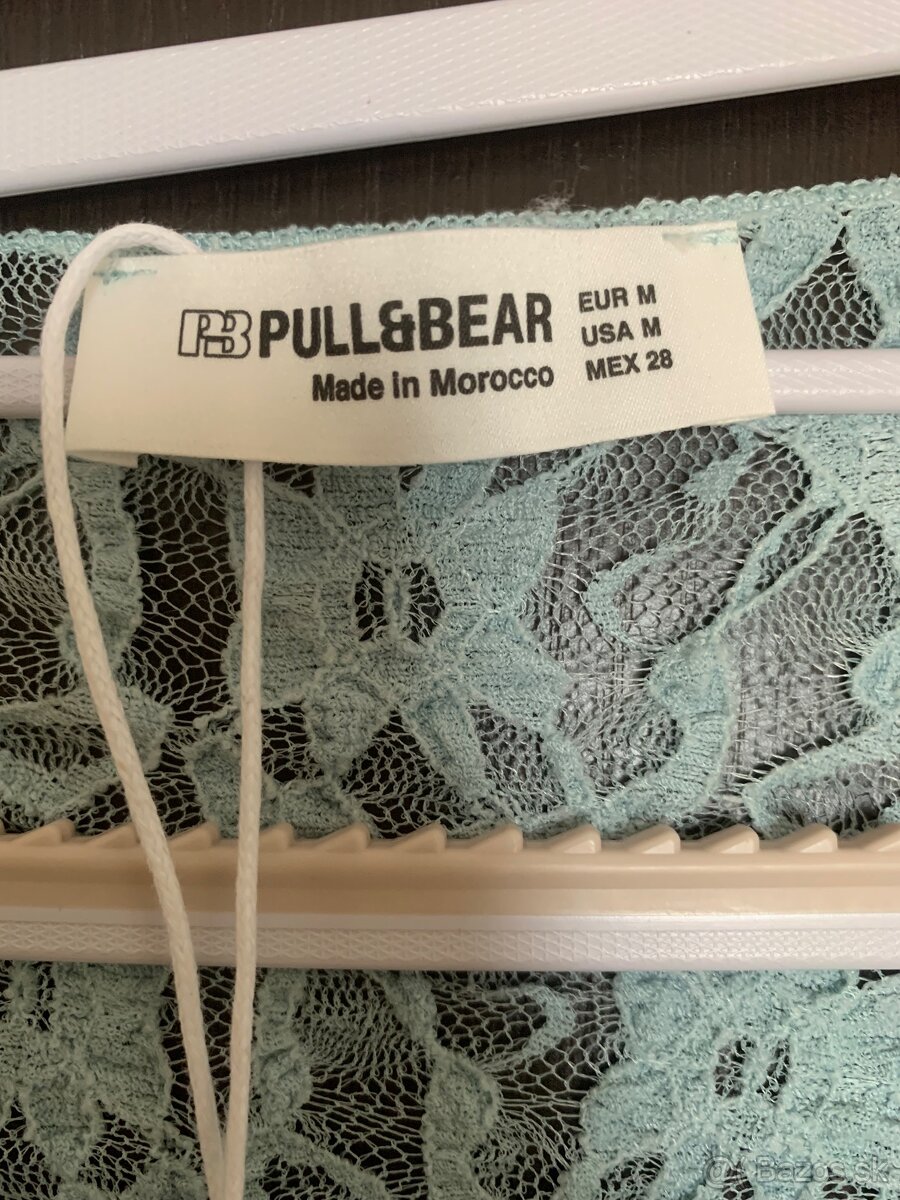 PB PULL&BEAR
Made in Morocco
EUR M
USA M
MEX 28
Bazos.sk